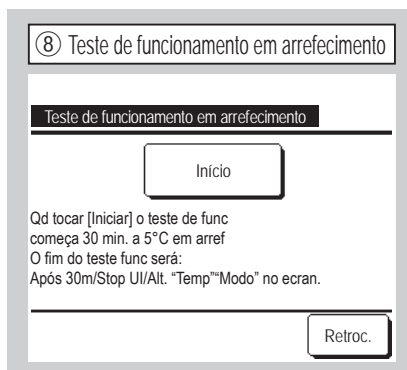 ⑧ Teste de funcionamento em arrefecimento
Teste de funcionamento em arrefecimento
Início
Qd tocar [Iniciar] o teste de func
começa 30 min. a 5°C em arref
O fim do teste func será:
Após 30m/Stop UI/Alt. “Temp”“Modo” no ecran.
Retroc.